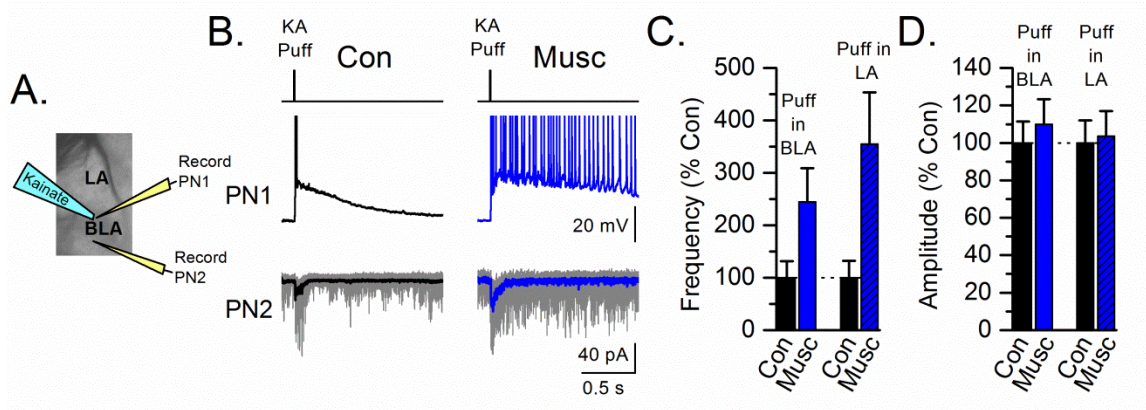 A.
Kainate
LA
BLA
Record
PN1
Record
PN2
B.
KA
Puff
Con
KA
Puff
Musc
PN1
20 mV
PN2
40 pA
0.5 s
C.
Frequency (% Con)
500
400
300
200
100
0
Puff
in
BLA
Puff in
LA
Con
Musc
Con
Musc
D.
Amplitude (% Con)
140
120
100
80
60
40
20
0
Puff
in
BLA
Puff
in
LA
Con
Musc
Con
Musc